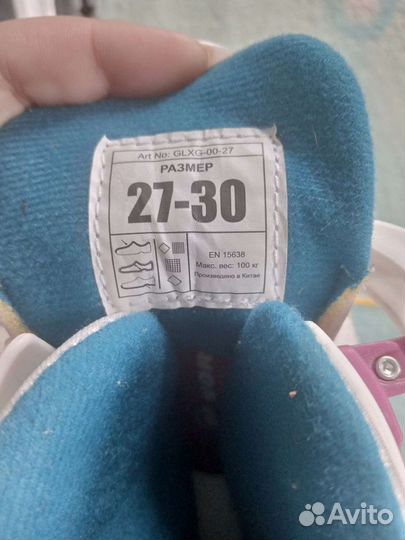 Art No: GLXG-00-27
РАЗМЕР
27-30
EN 15638
Макс. вес: 100 кг
Произведено в Китае
Avito